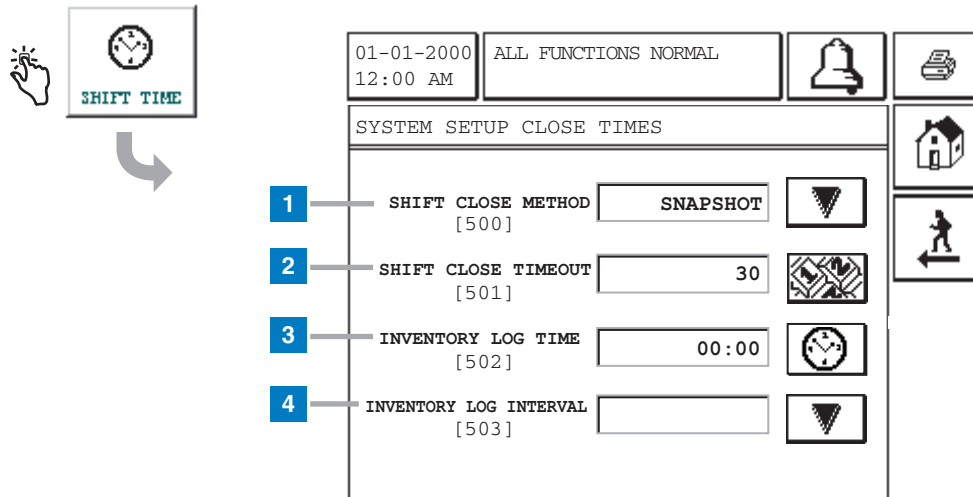 SHIFT TIME
01-01-2000
12:00 AM
ALL FUNCTIONS NORMAL
SYSTEM SETUP CLOSE TIMES
1
SHIFT CLOSE METHOD
[500]
SNAPSHOT
2
SHIFT CLOSE TIMEOUT
[501]
30
3
INVENTORY LOG TIME
[502]
00:00
4
INVENTORY LOG INTERVAL
[503]